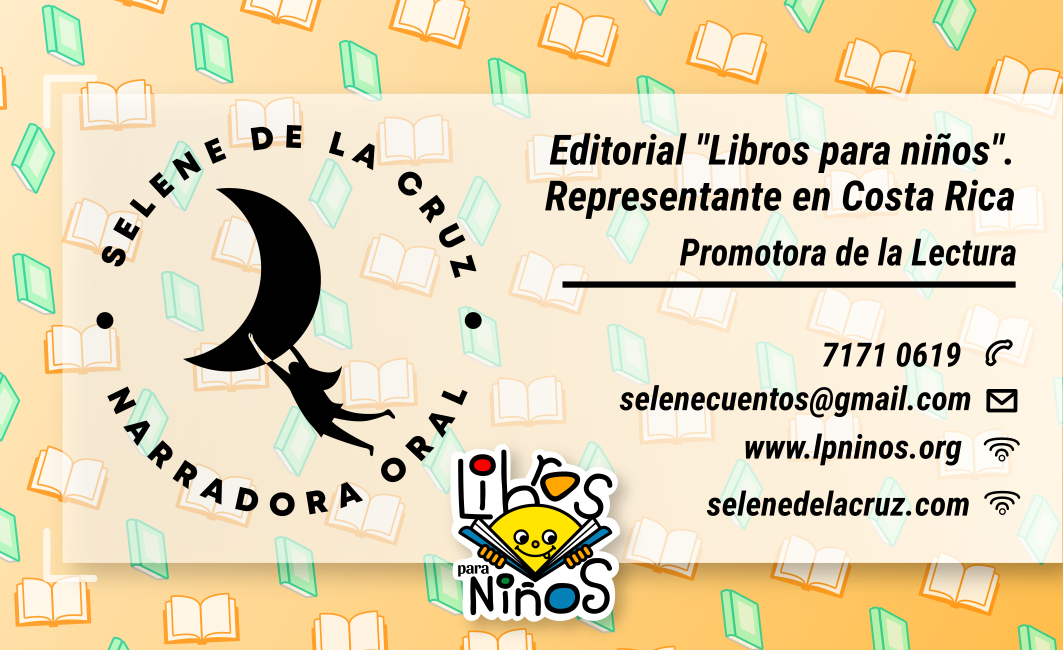 SELENE DE LA CRUZ
NARRADORA ORAL
Editorial "Libros para niños".
Representante en Costa Rica
Promotora de la Lectura
7171 0619
selenecuentos@gmail.com
www.lpninos.org
selenedelacruz.com
Libros
para
Niños